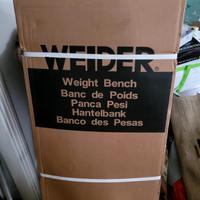 WEIDER®
Weight Bench
Banc de Poids
Panca Pesi
Hantelbank
Banco des Pesas